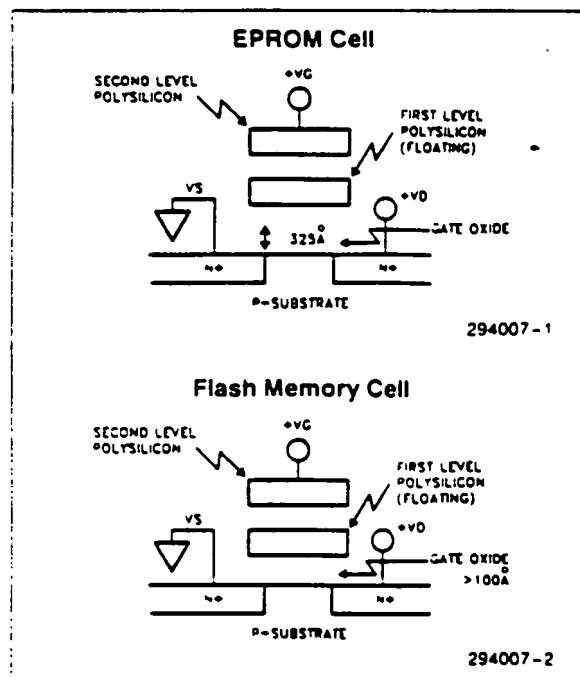 EPROM Cell
+VG
SECOND LEVEL
POLYSILICON
FIRST LEVEL
POLYSILICON
(FLOATING)
VS
+VD
325Å
GATE OXIDE
N+
N+
P-SUBSTRATE
294007-1
Flash Memory Cell
+VG
SECOND LEVEL
POLYSILICON
FIRST LEVEL
POLYSILICON
(FLOATING)
VS
+VD
GATE OXIDE
>100Å
N+
N+
P-SUBSTRATE
294007-2